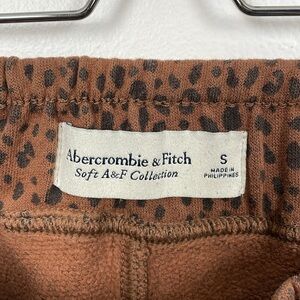 Abercrombie & Fitch
Soft A&F Collection
S
MADE IN
PHILIPPINES